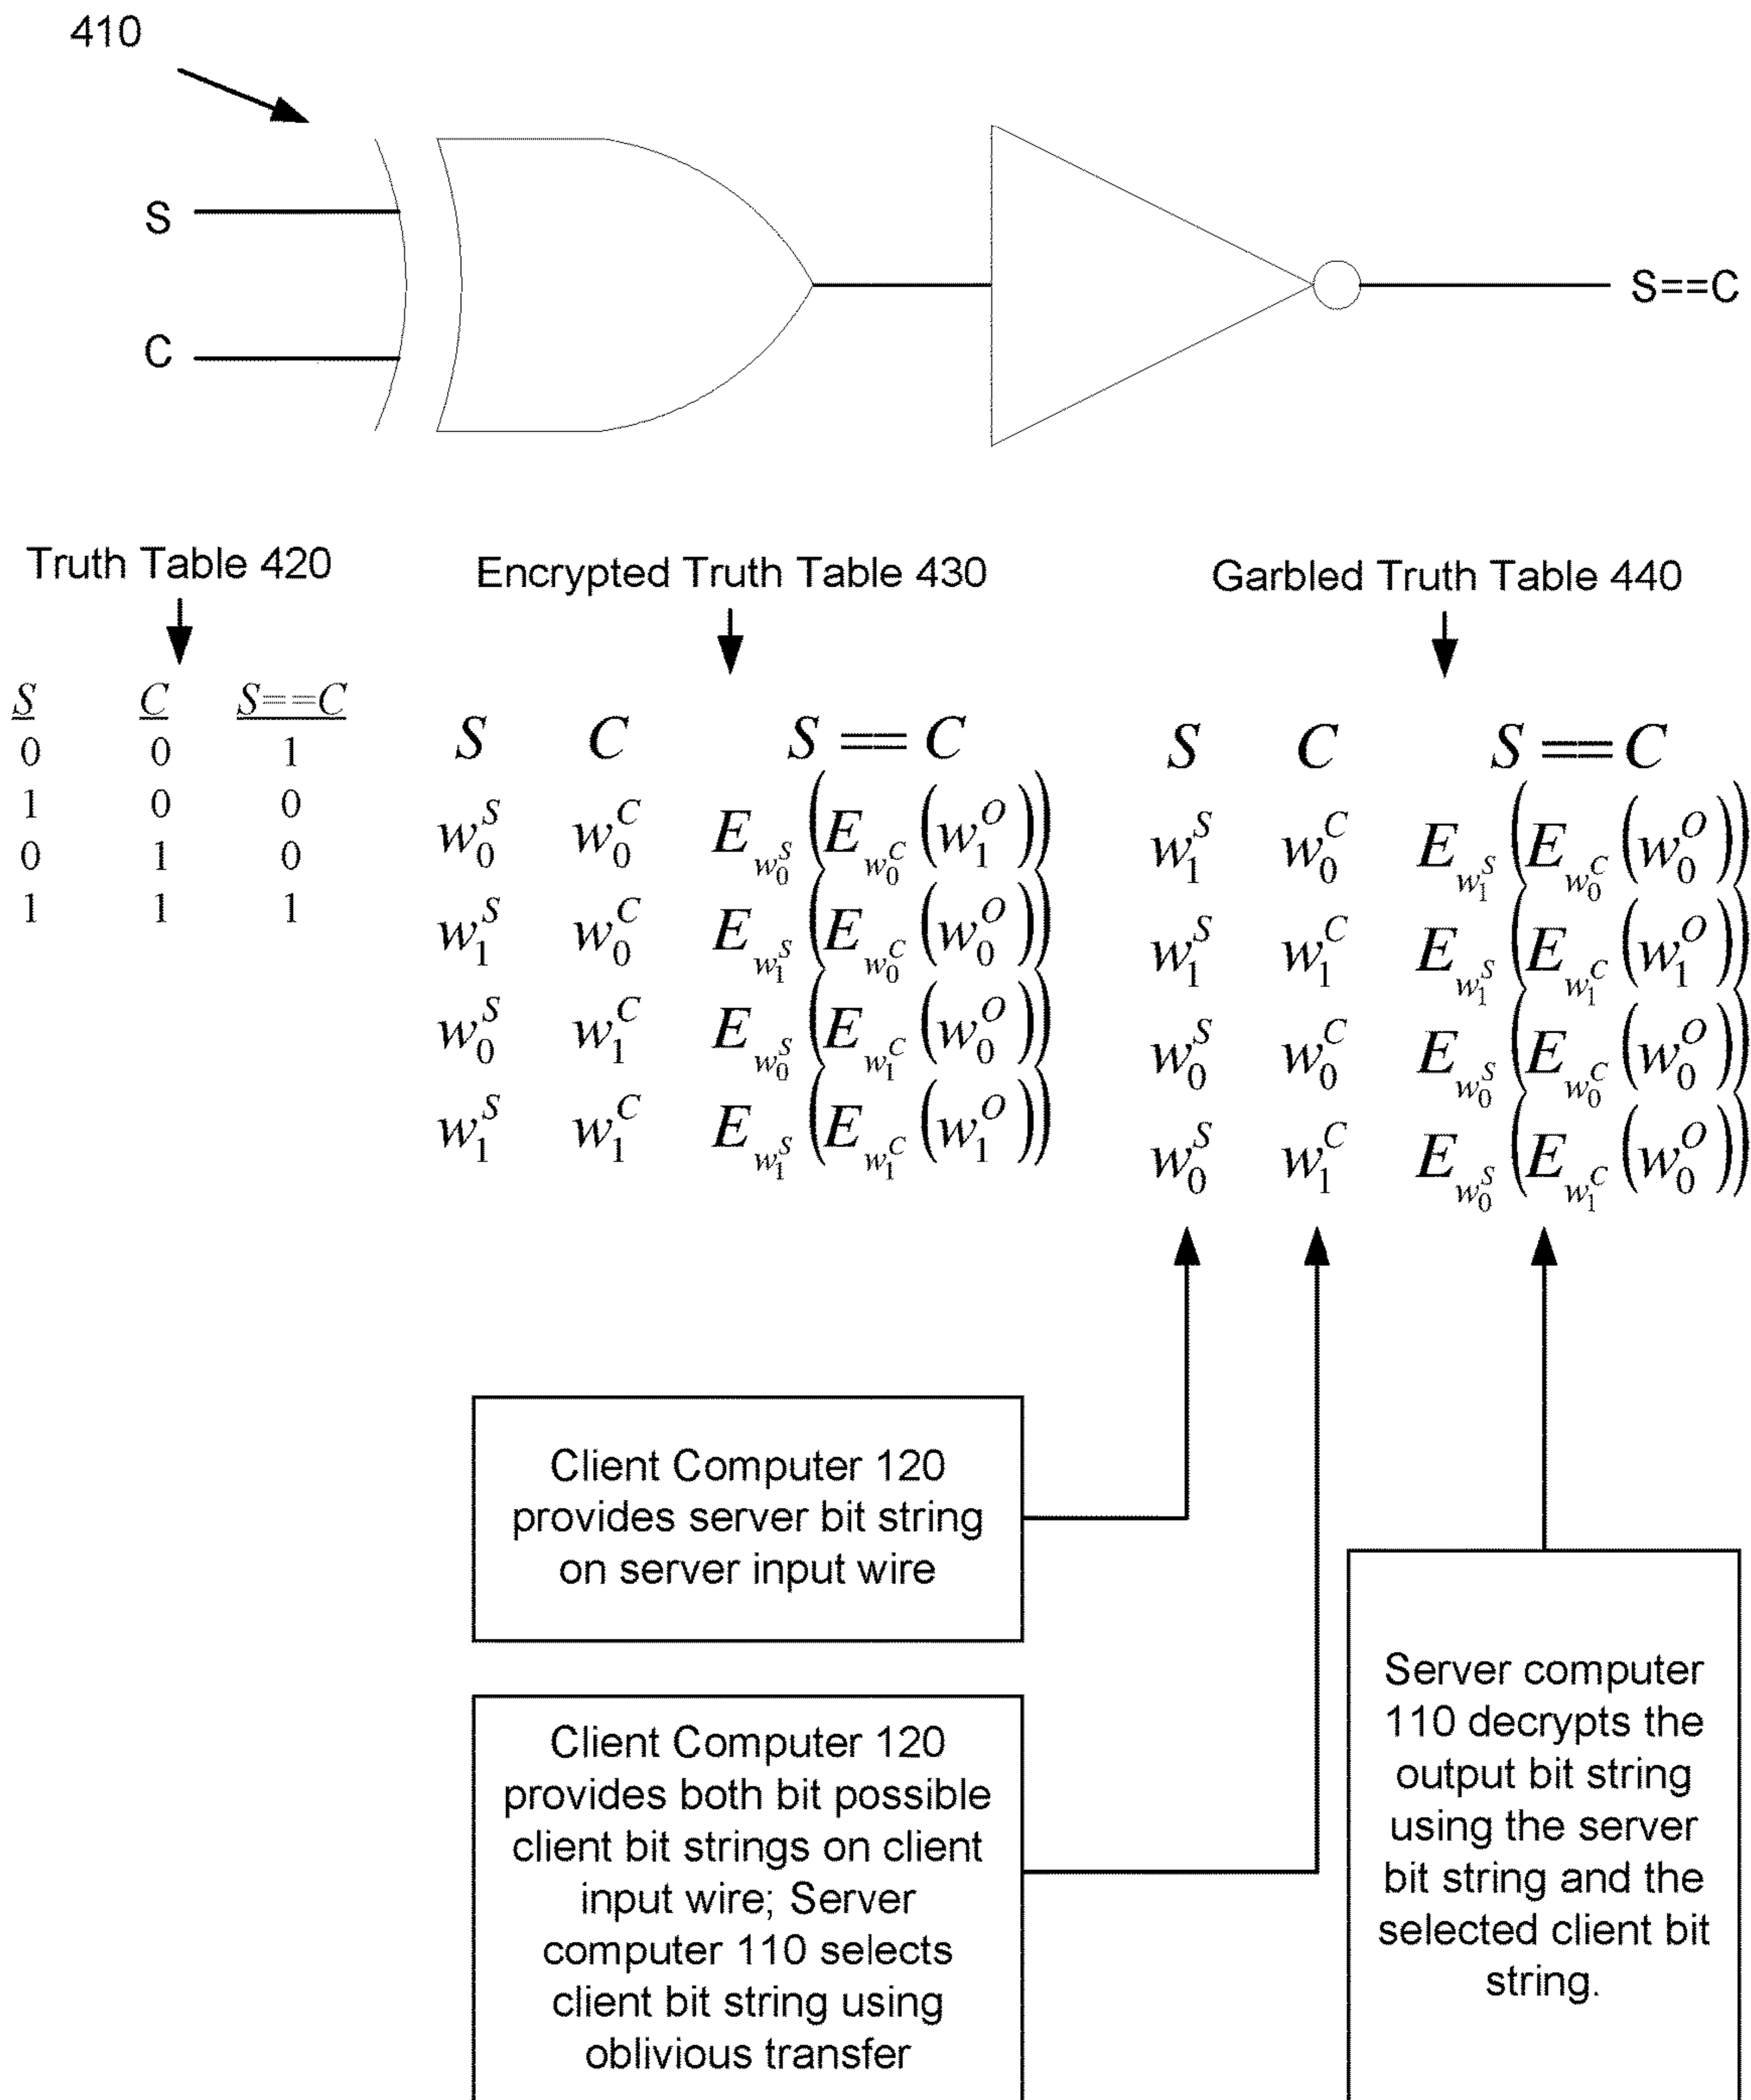 410
S
C
S==C
Truth Table 420
Encrypted Truth Table 430
Garbled Truth Table 440
S C S==C
0 0 1
1 0 0
0 1 0
1 1 1
S C S == C
w_0^S w_0^C E_{w_0^S}(E_{w_0^C}(w_1^O))
w_1^S w_0^C E_{w_1^S}(E_{w_0^C}(w_0^O))
w_0^S w_1^C E_{w_0^S}(E_{w_1^C}(w_0^O))
w_1^S w_1^C E_{w_1^S}(E_{w_1^C}(w_1^O))
S C S == C
w_1^S w_0^C E_{w_1^S}(E_{w_0^C}(w_0^O))
w_1^S w_1^C E_{w_1^S}(E_{w_1^C}(w_1^O))
w_0^S w_0^C E_{w_0^S}(E_{w_0^C}(w_0^O))
w_0^S w_1^C E_{w_0^S}(E_{w_1^C}(w_0^O))
Client Computer 120
provides server bit string
on server input wire
Client Computer 120
provides both bit possible
client bit strings on client
input wire; Server
computer 110 selects
client bit string using
oblivious transfer
Server computer
110 decrypts the
output bit string
using the server
bit string and the
selected client bit
string.